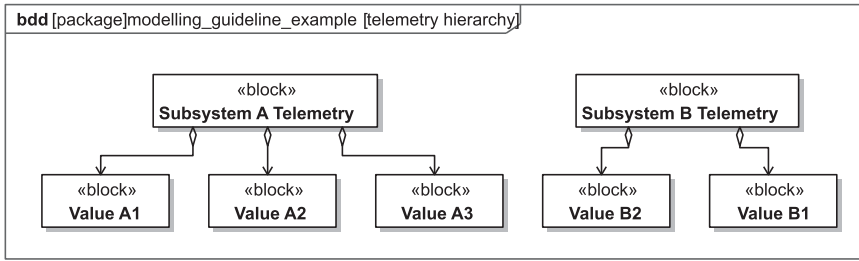 bdd [package]modelling_guideline_example [telemetry hierarchy]
«block»
Subsystem A Telemetry
«block»
Subsystem B Telemetry
«block»
Value A1
«block»
Value A2
«block»
Value A3
«block»
Value B2
«block»
Value B1